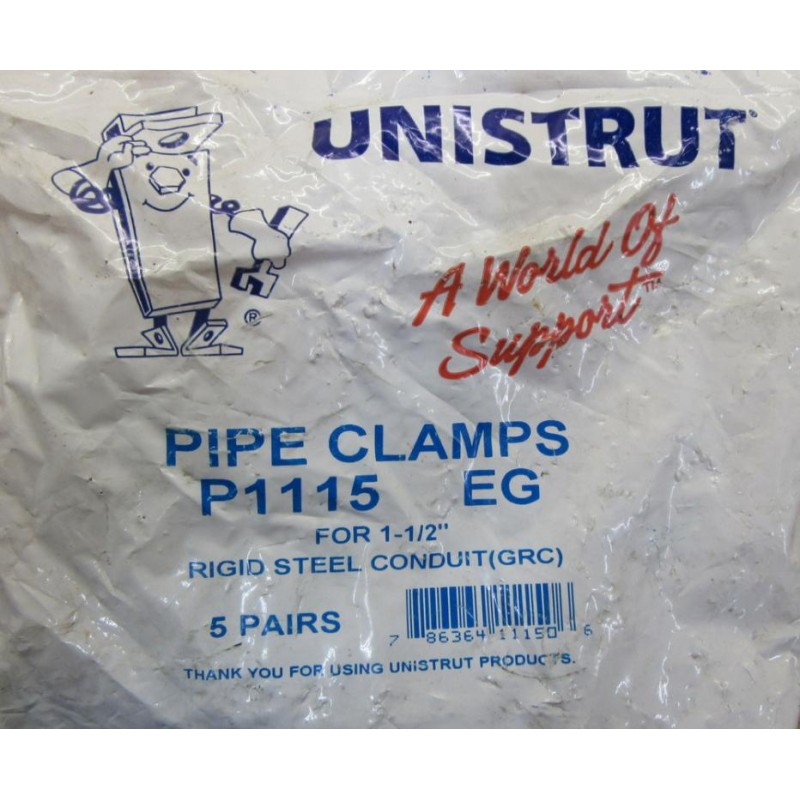 UNISTRUT
A World Of
Support™
®
PIPE CLAMPS
P1115 EG
FOR 1-1/2"
RIGID STEEL CONDUIT(GRC)
5 PAIRS
7 86364 11150 6
THANK YOU FOR USING UNISTRUT PRODUCTS.